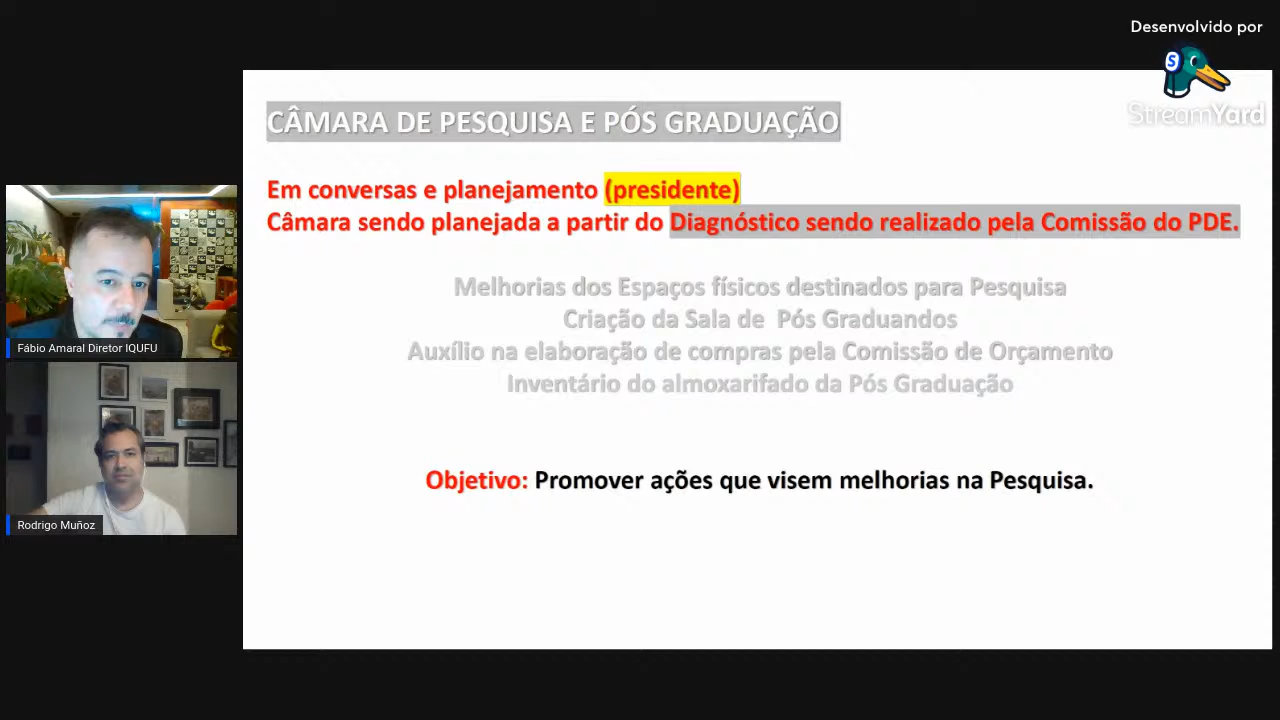 Desenvolvido por
S
StreamYard
CÂMARA DE PESQUISA E PÓS GRADUAÇÃO
Em conversas e planejamento (presidente)
Câmara sendo planejada a partir do Diagnóstico sendo realizado pela Comissão do PDE.
Melhorias dos Espaços físicos destinados para Pesquisa
Criação da Sala de Pós Graduandos
Auxílio na elaboração de compras pela Comissão de Orçamento
Inventário do almoxarifado da Pós Graduação
Objetivo: Promover ações que visem melhorias na Pesquisa.
Fábio Amaral Diretor IQUFU
Rodrigo Muñoz